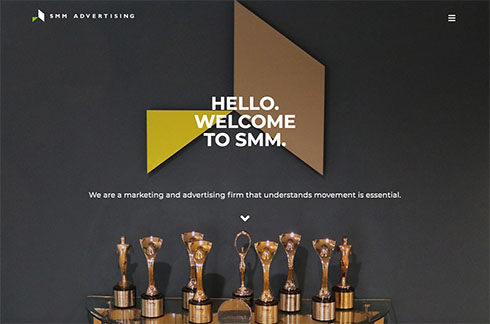 SMM ADVERTISING
HELLO.
WELCOME
TO SMM.
We are a marketing and advertising firm that understands movement is essential.